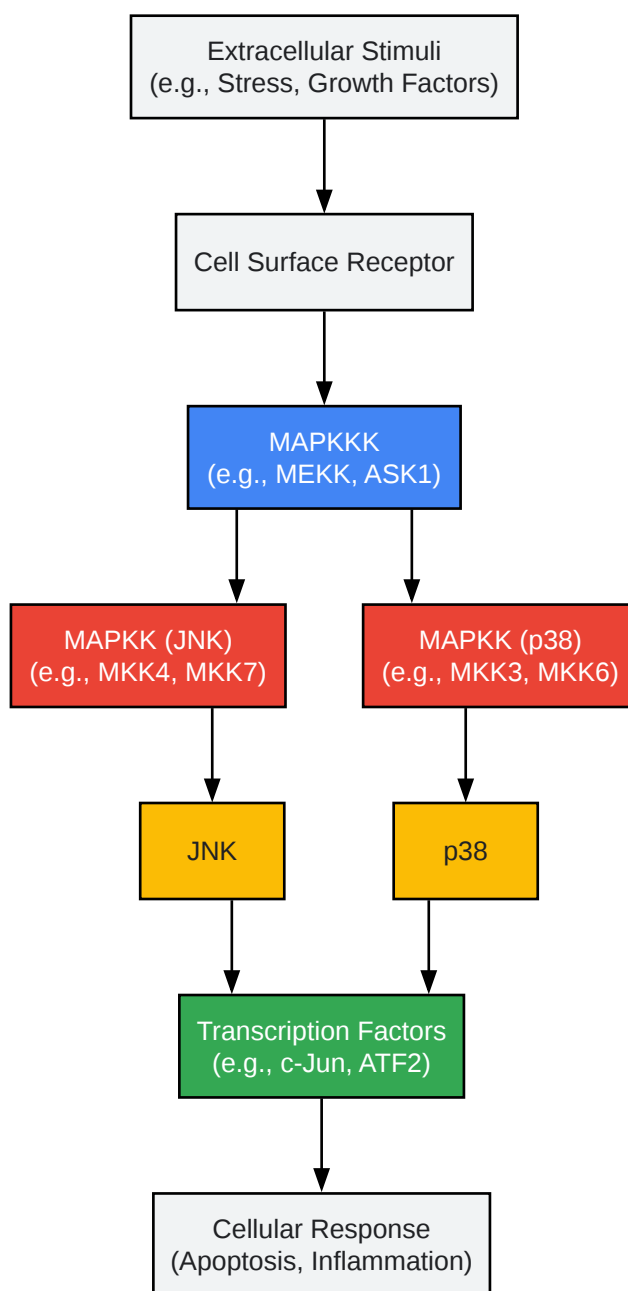 Extracellular Stimuli
(e.g., Stress, Growth Factors)
Cell Surface Receptor
MAPKKK
(e.g., MEKK, ASK1)
MAPKK (JNK)
(e.g., MKK4, MKK7)
MAPKK (p38)
(e.g., MKK3, MKK6)
JNK
p38
Transcription Factors
(e.g., c-Jun, ATF2)
Cellular Response
(Apoptosis, Inflammation)